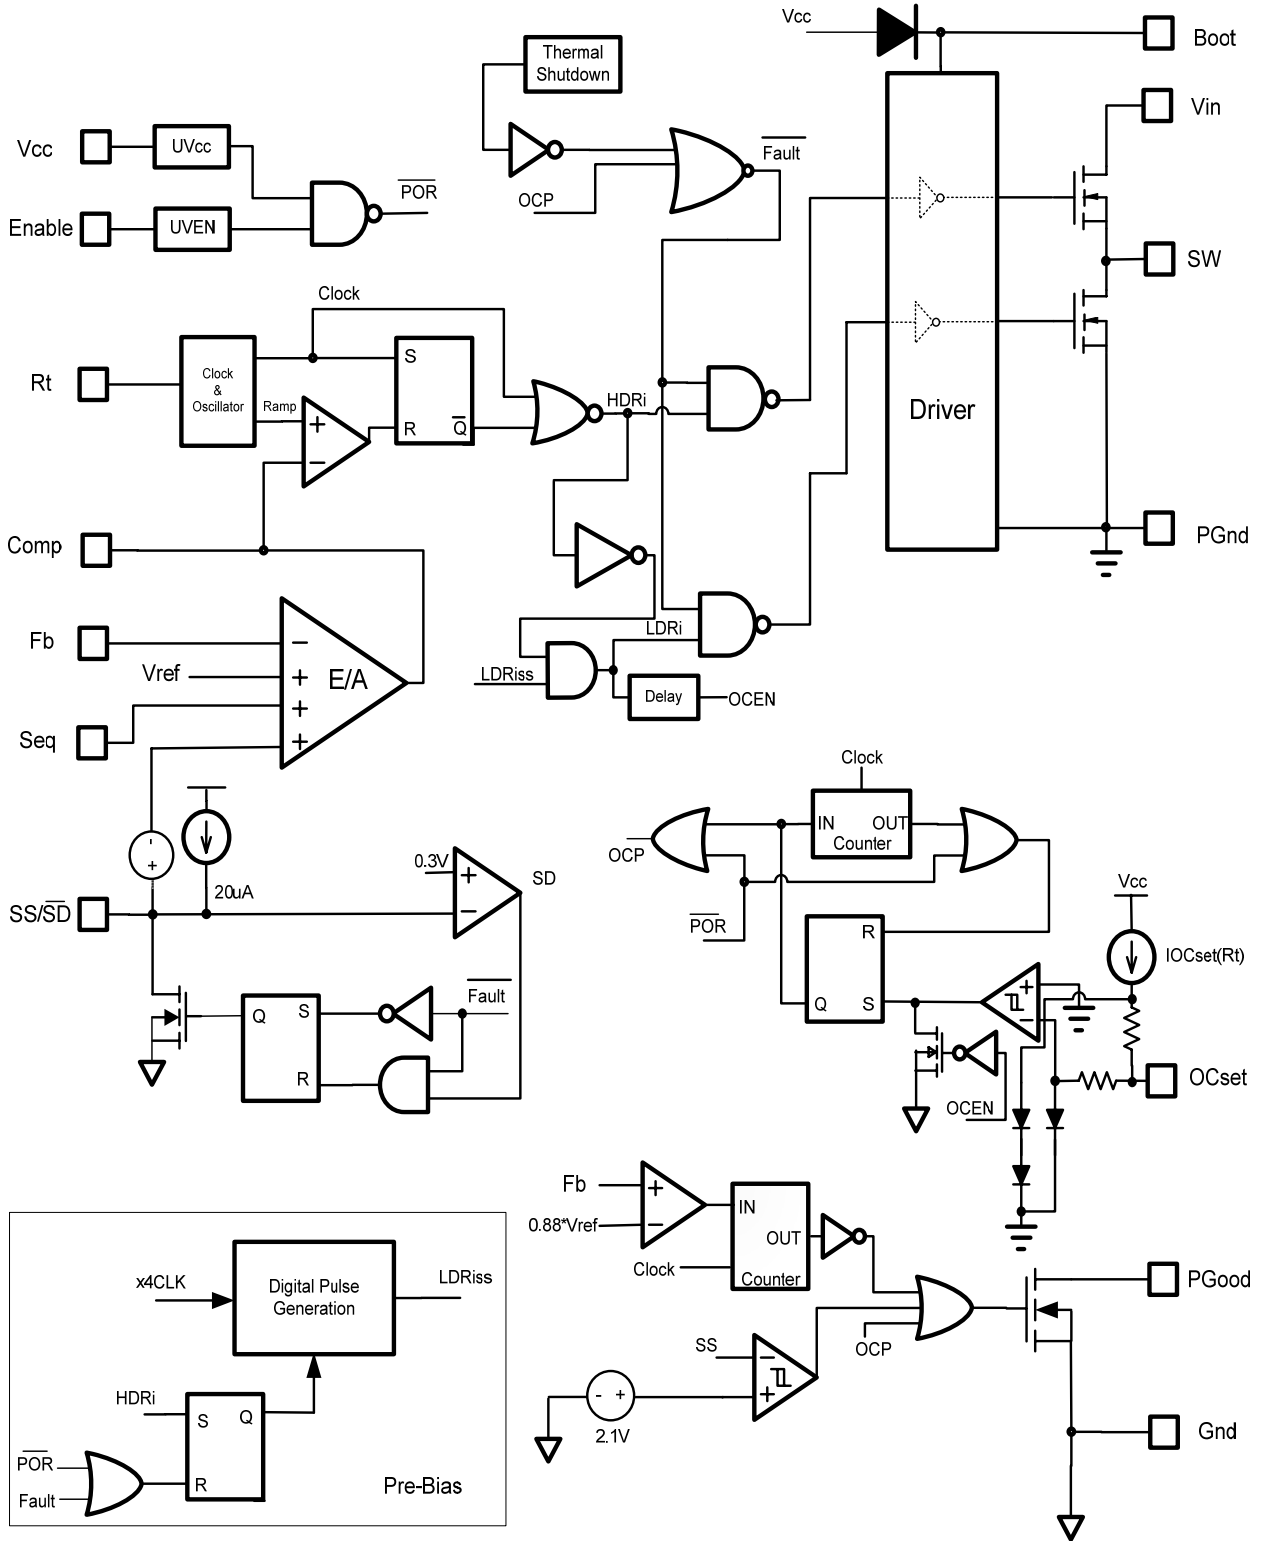 Vcc
Boot
Thermal
Shutdown
Vin
Vcc
UVcc
Fault
POR
OCP
Enable
UVEN
SW
Clock
Rt
Clock
&
Oscillator
Ramp
+
−
S
R
Q
HDRi
Driver
Comp
PGnd
Fb
−
Vref
+
E/A
Seq
+
+
LDRi
LDRiss
Delay
OCEN
Clock
IN
OUT
Counter
OCP
POR
20uA
-
+
0.3V
+
−
SD
SS/SD
Vcc
IOCset(Rt)
R
Q
S
+
−
Fault
Q
S
R
OCEN
OCset
Fb
+
0.88*Vref
−
IN
OUT
Clock
Counter
PGood
SS
−
+
OCP
- +
2.1V
Gnd
x4CLK
Digital Pulse
Generation
LDRiss
HDRi
S
Q
R
POR
Fault
Pre-Bias